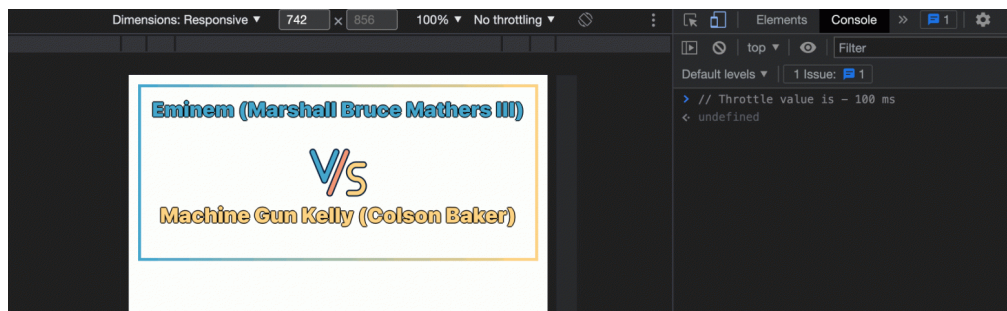 Dimensions: Responsive ▼ 742 × 856 100% ▼ No throttling ▼
Elements Console » 1
top ▼ Filter
Default levels ▼ 1 Issue: 1
> // Throttle value is – 100 ms
undefined
Eminem (Marshall Bruce Mathers III)
V/S
Machine Gun Kelly (Colson Baker)